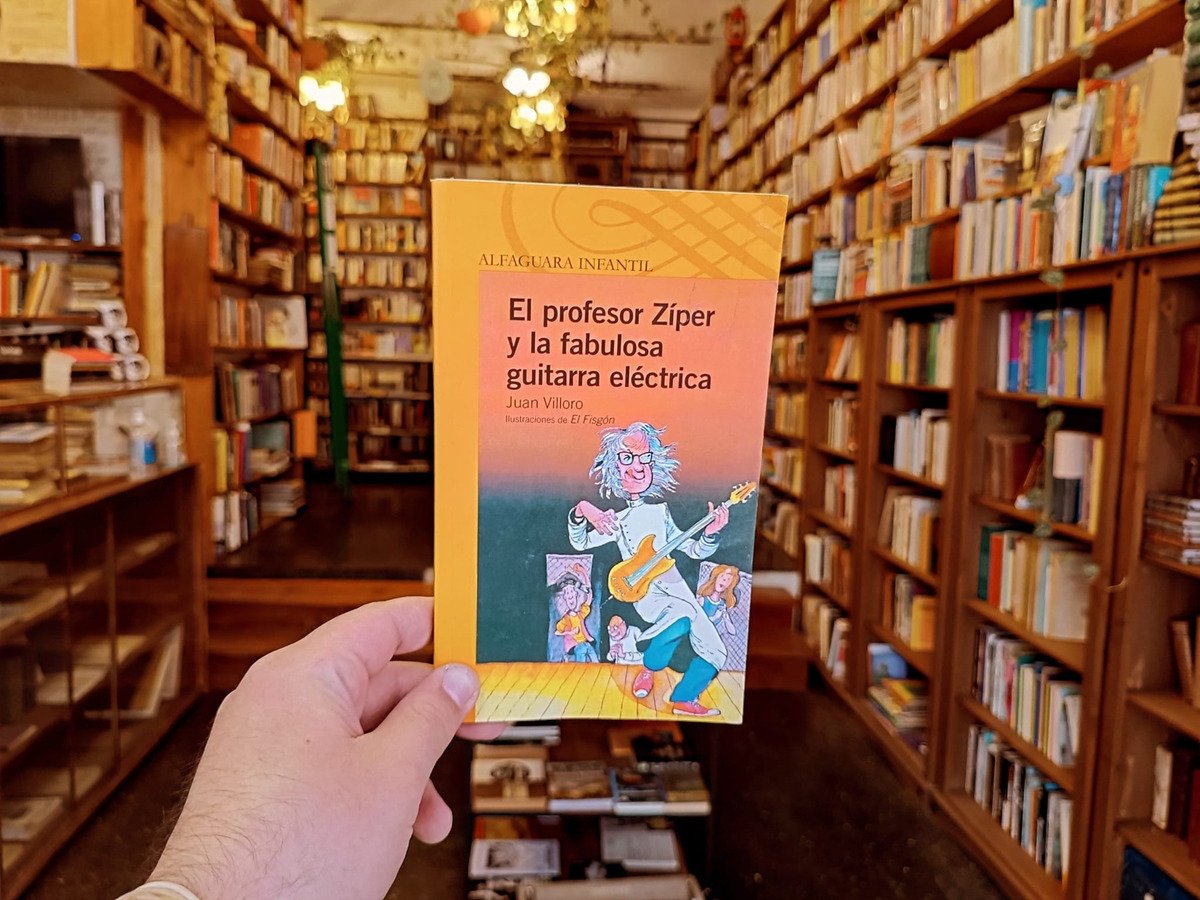 ALFAGUARA INFANTIL
El profesor Zíper
y la fabulosa
guitarra eléctrica
Juan Villoro
Ilustraciones de El Fisgón